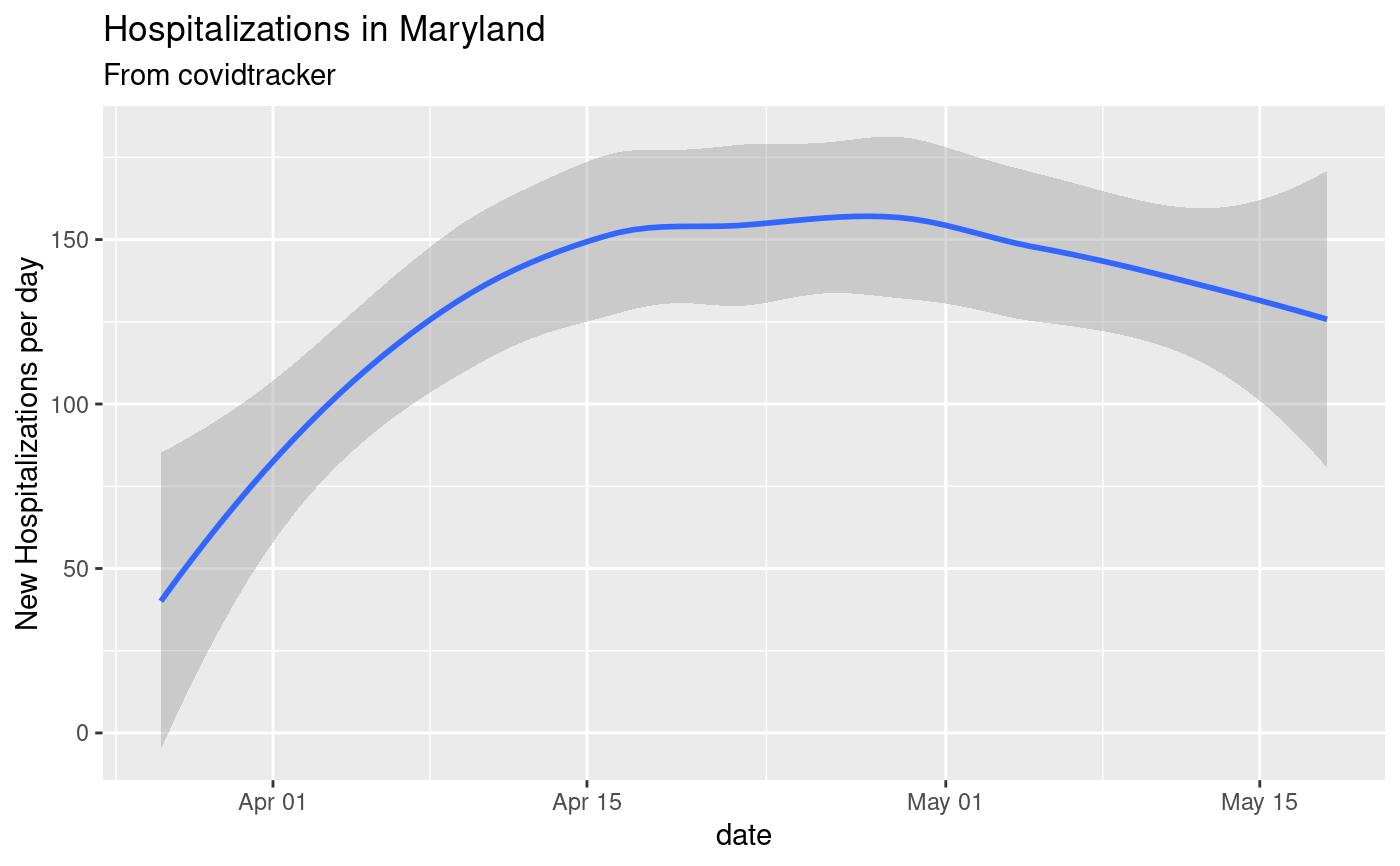 Hospitalizations in Maryland
From covidtracker
New Hospitalizations per day
150
100
50
0
Apr 01
Apr 15
May 01
May 15
date